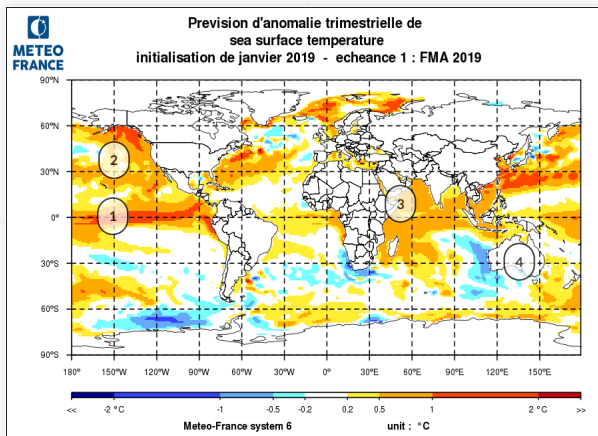 Prevision d'anomalie trimestrielle de
sea surface temperature
initialisation de janvier 2019 - echeance 1 : FMA 2019
METEO
FRANCE
90°N
60°N
30°N
0°
30°S
60°S
90°S
1
2
3
4
180° 150°W 120°W 90°W 60°W 30°W 0° 30°E 60°E 90°E 120°E 150°E
<< -2 °C -1 -0.5 -0.2 0.2 0.5 1 2 °C >>
Meteo-France system 6 unit : °C